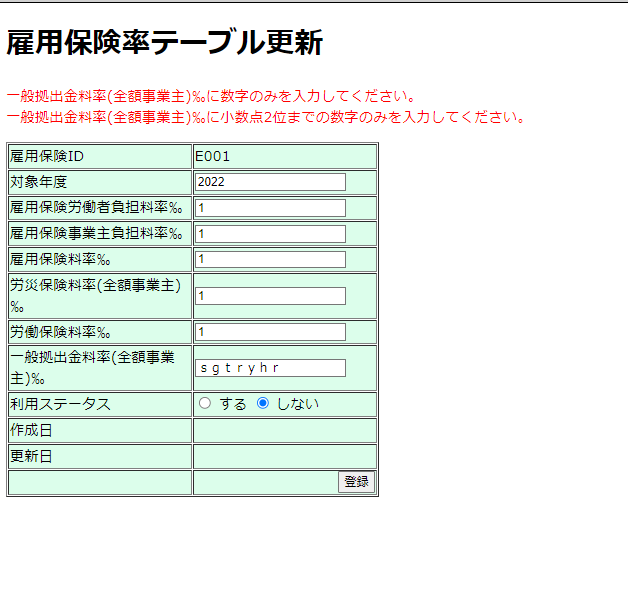 雇用保険率テーブル更新
一般拠出金料率(全額事業主)‰に数字のみを入力してください。
一般拠出金料率(全額事業主)‰に小数点2位までの数字のみを入力してください。
雇用保険ID E001
対象年度 2022
雇用保険労働者負担料率‰ 1
雇用保険事業主負担料率‰ 1
雇用保険料率‰ 1
労災保険料率(全額事業主)
‰ 1
労働保険料率‰ 1
一般拠出金料率(全額事業
主)‰ ｓｇｔｒｙｈｒ
利用ステータス する しない
作成日
更新日
登録